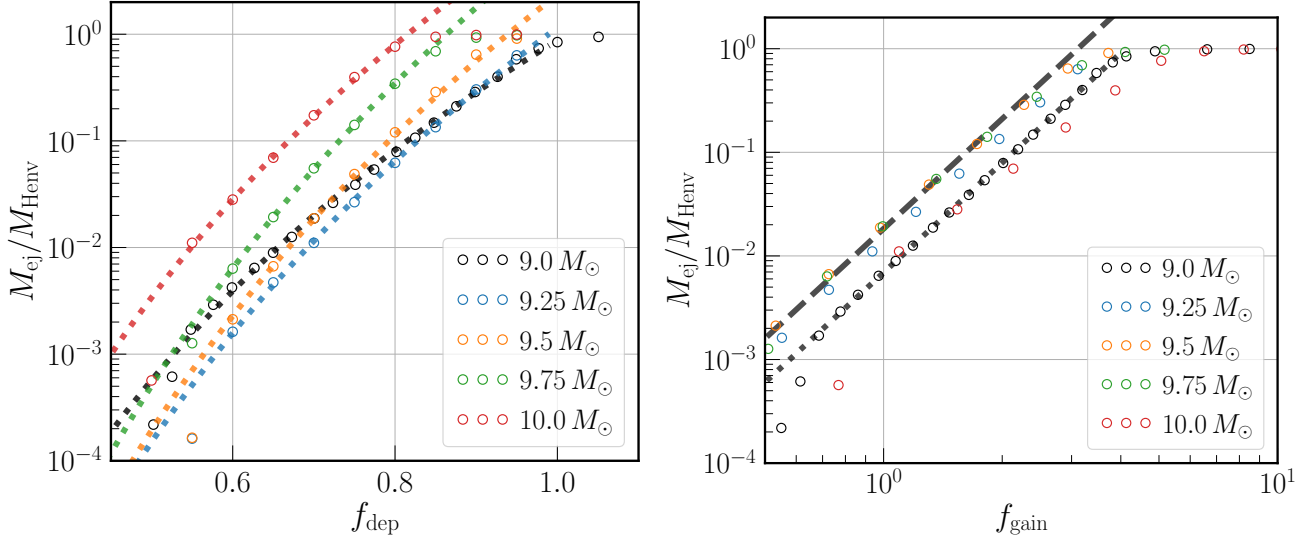 M_ej/M_Henv
10^0
10^−1
10^−2
10^−3
10^−4
0.6
0.8
1.0
f_dep
9.0 M_⊙
9.25 M_⊙
9.5 M_⊙
9.75 M_⊙
10.0 M_⊙
M_ej/M_Henv
10^0
10^−1
10^−2
10^−3
10^−4
10^0
10^1
f_gain
9.0 M_⊙
9.25 M_⊙
9.5 M_⊙
9.75 M_⊙
10.0 M_⊙